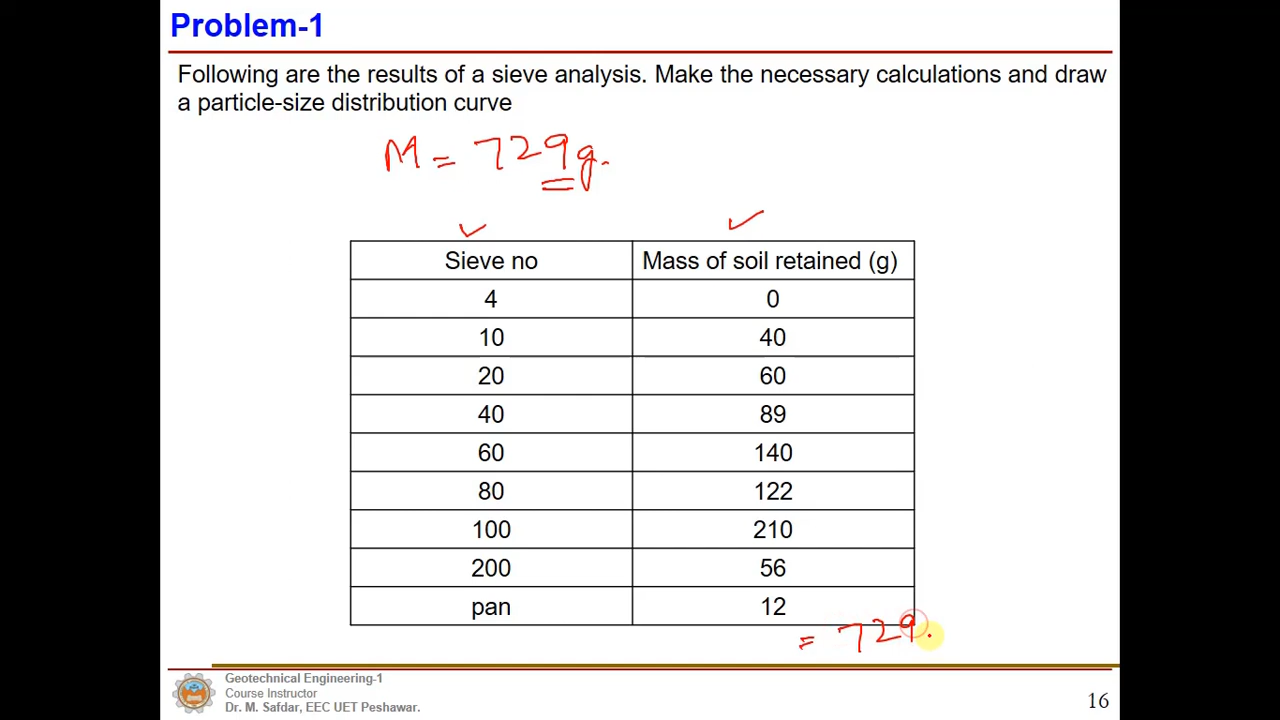 Problem-1
Following are the results of a sieve analysis. Make the necessary calculations and draw
a particle-size distribution curve
M = 729g.
Sieve no Mass of soil retained (g)
4 0
10 40
20 60
40 89
60 140
80 122
100 210
200 56
pan 12
= 729.
Geotechnical Engineering-1
Course Instructor
Dr. M. Safdar, EEC UET Peshawar.
16